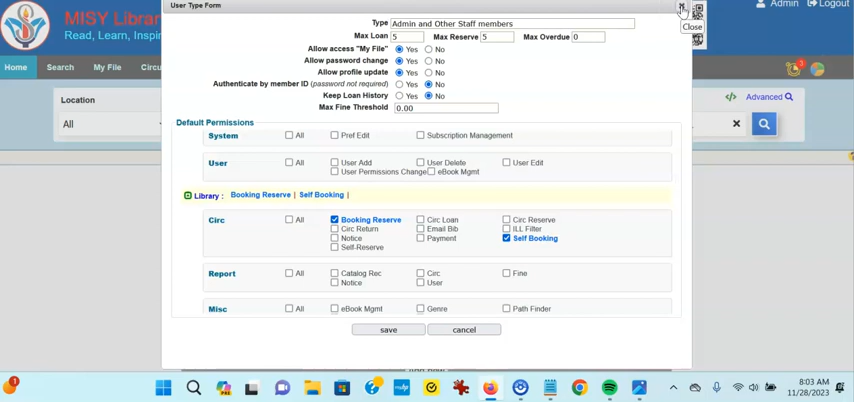 User Type Form
MISY Librar
Read, Learn, Inspir
Admin Logout
Close
Home Search My File Circu
3
Location
All
Advanced
Type Admin and Other Staff members
Max Loan 5 Max Reserve 5 Max Overdue 0
Allow access "My File" Yes No
Allow password change Yes No
Allow profile update Yes No
Authenticate by member ID (password not required) Yes No
Keep Loan History Yes No
Max Fine Threshold 0.00
Default Permissions
System All Pref Edit Subscription Management
User All User Add User Delete User Edit
User Permissions Change eBook Mgmt
Library : Booking Reserve | Self Booking |
Circ All Booking Reserve Circ Loan Circ Reserve
Circ Return Email Bib ILL Filter
Notice Payment Self Booking
Self-Reserve
Report All Catalog Rec Circ Fine
Notice User
Misc All eBook Mgmt Genre Path Finder
save cancel
1
8:03 AM
11/28/2023